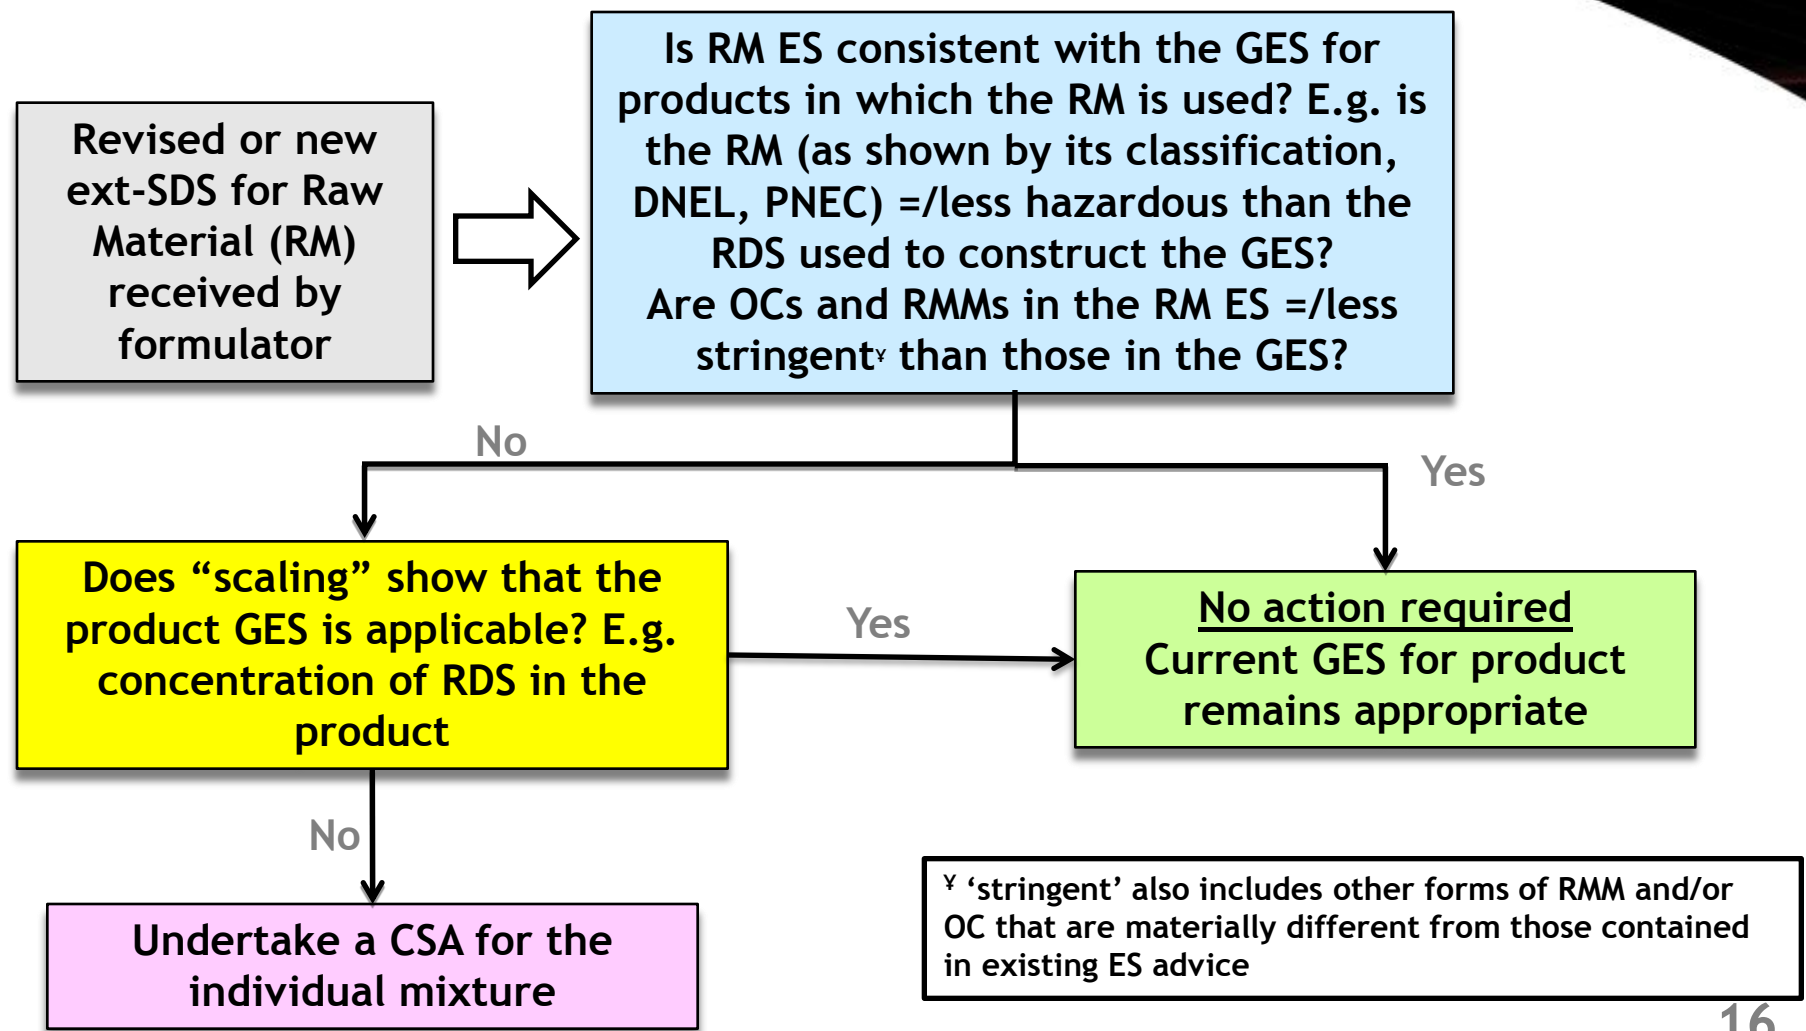 Revised or new
ext-SDS for Raw
Material (RM)
received by
formulator
Is RM ES consistent with the GES for
products in which the RM is used? E.g. is
the RM (as shown by its classification,
DNEL, PNEC) =/less hazardous than the
RDS used to construct the GES?
Are OCs and RMMs in the RM ES =/less
stringent¥ than those in the GES?
No
Yes
Does “scaling” show that the
product GES is applicable? E.g.
concentration of RDS in the
product
Yes
No action required
Current GES for product
remains appropriate
No
Undertake a CSA for the
individual mixture
¥ ‘stringent’ also includes other forms of RMM and/or
OC that are materially different from those contained
in existing ES advice
16